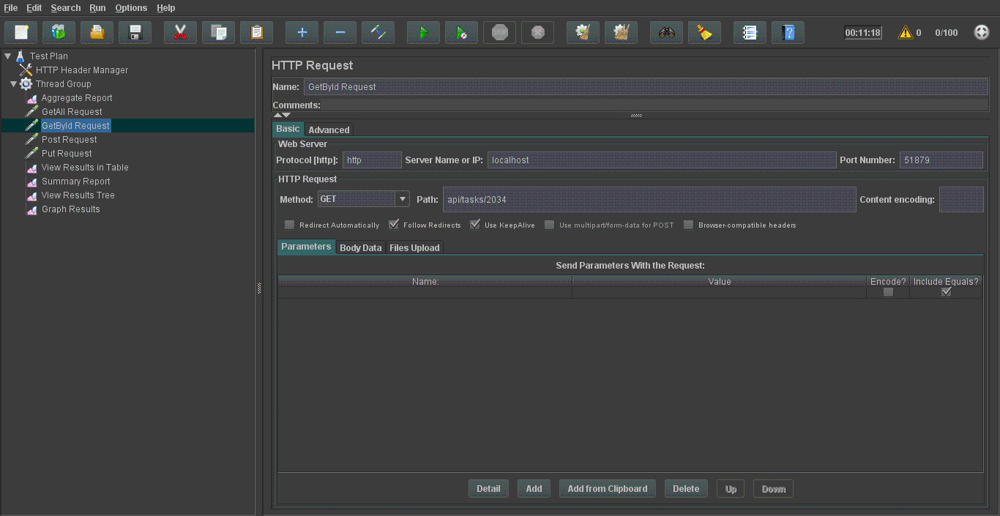 File Edit Search Run Options Help
STOP
00:11:18 0 0/100
Test Plan
HTTP Header Manager
Thread Group
Aggregate Report
GetAll Request
GetById Request
Post Request
Put Request
View Results in Table
Summary Report
View Results Tree
Graph Results
HTTP Request
Name: GetById Request
Comments:
Basic Advanced
Web Server
Protocol [http]: http Server Name or IP: localhost Port Number: 51879
HTTP Request
Method: GET Path: api/tasks/2034 Content encoding:
Redirect Automatically Follow Redirects Use KeepAlive Use multipart/form-data for POST Browser-compatible headers
Parameters Body Data Files Upload
Send Parameters With the Request:
Name: Value Encode? Include Equals?
Detail Add Add from Clipboard Delete Up Down